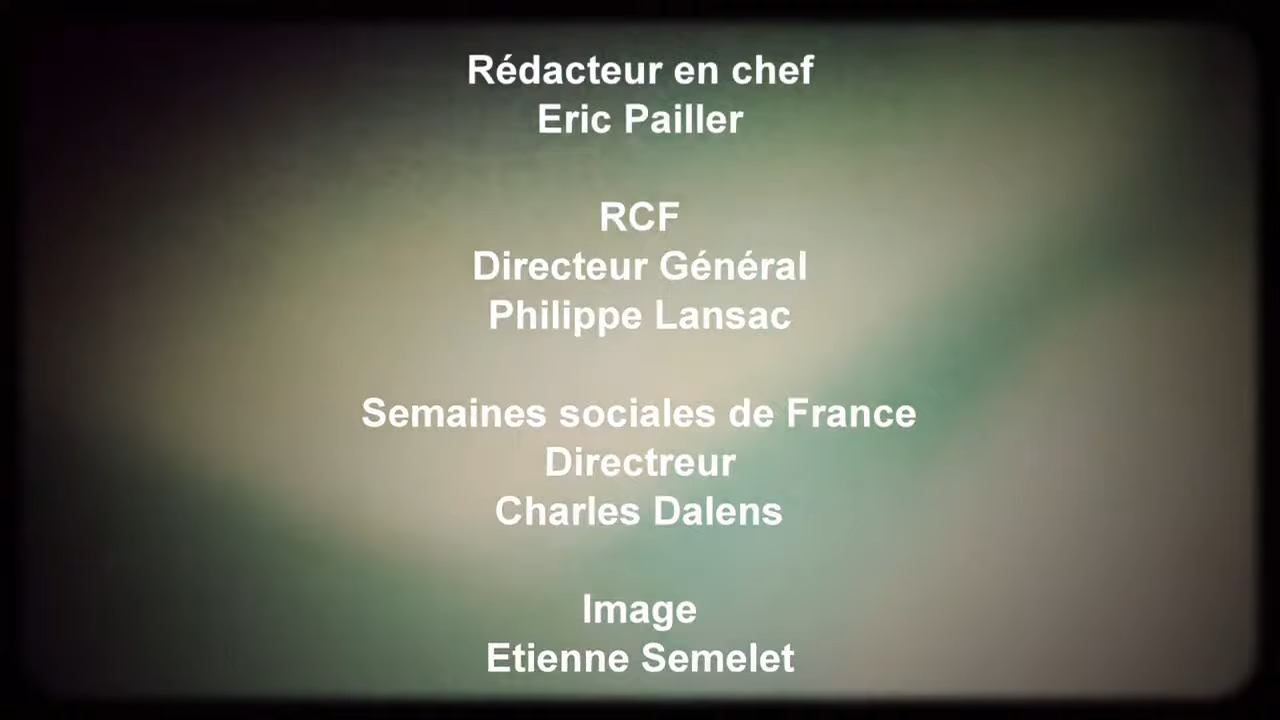 Rédacteur en chef
Eric Pailler
RCF
Directeur Général
Philippe Lansac
Semaines sociales de France
Directreur
Charles Dalens
Image
Etienne Semelet